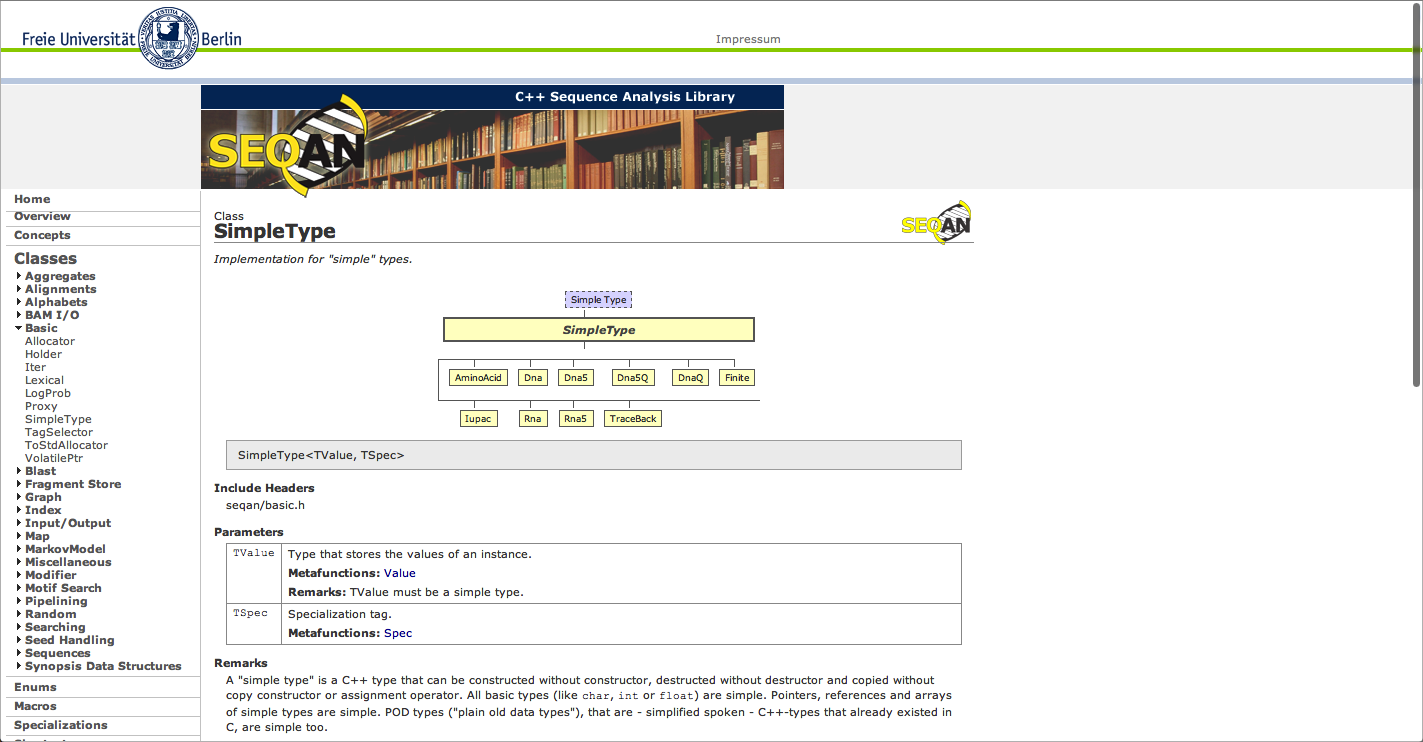 Freie Universität Berlin
VERITAS IUSTITIA LIBERTAS
FREIE UNIVERSITÄT BERLIN
Impressum
C++ Sequence Analysis Library
SEQAN
Home
Overview
Concepts
Classes
Aggregates
Alignments
Alphabets
BAM I/O
Basic
Allocator
Holder
Iter
Lexical
LogProb
Proxy
SimpleType
TagSelector
ToStdAllocator
VolatilePtr
Blast
Fragment Store
Graph
Index
Input/Output
Map
MarkovModel
Miscellaneous
Modifier
Motif Search
Pipelining
Random
Searching
Seed Handling
Sequences
Synopsis Data Structures
Enums
Macros
Specializations
Class
SimpleType
SEQAN
Implementation for "simple" types.
Simple Type
SimpleType
AminoAcid Dna Dna5 Dna5Q DnaQ Finite
Iupac Rna Rna5 TraceBack
SimpleType<TValue, TSpec>
Include Headers
seqan/basic.h
Parameters
TValue Type that stores the values of an instance.
Metafunctions: Value
Remarks: TValue must be a simple type.
TSpec Specialization tag.
Metafunctions: Spec
Remarks
A "simple type" is a C++ type that can be constructed without constructor, destructed without destructor and copied without
copy constructor or assignment operator. All basic types (like char, int or float) are simple. Pointers, references and arrays
of simple types are simple. POD types ("plain old data types"), that are - simplified spoken - C++-types that already existed in
C, are simple too.